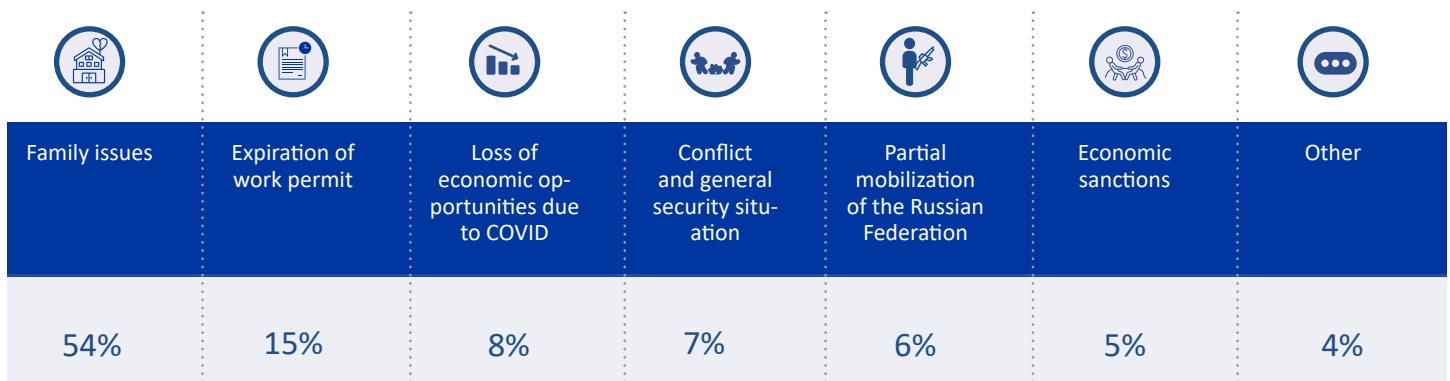 Family issues
Expiration of
work permit
Loss of
economic op-
portunities due
to COVID
Conflict
and general
security situ-
ation
Partial
mobilization
of the Russian
Federation
Economic
sanctions
Other
54%
15%
8%
7%
6%
5%
4%